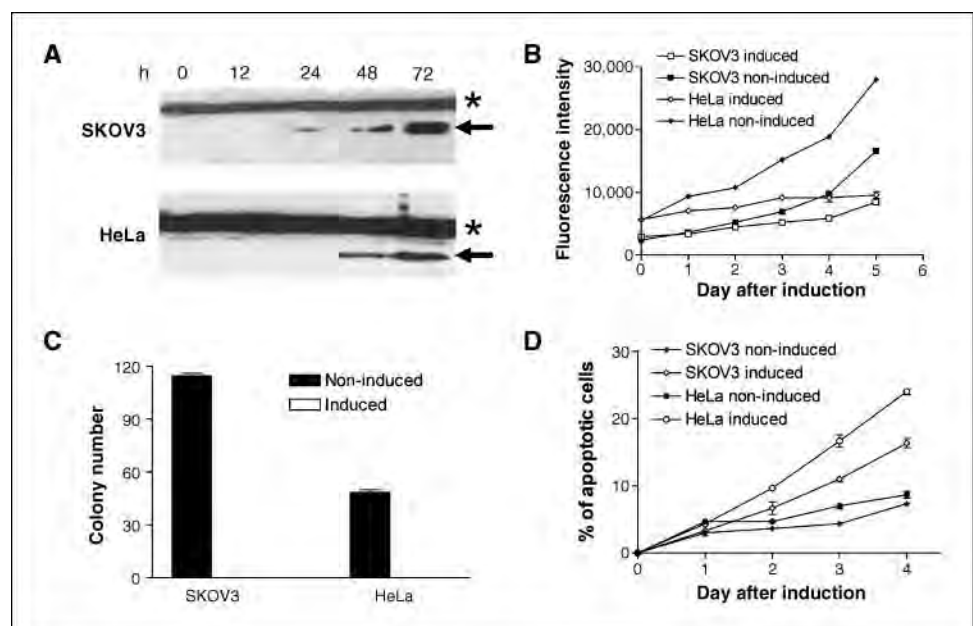 A
h 0 12 24 48 72
*
SKOV3
HeLa
*
B
SKOV3 induced
SKOV3 non-induced
HeLa induced
HeLa non-induced
30,000
20,000
10,000
0
Fluorescence intensity
0 1 2 3 4 5 6
Day after induction
C
120
90
60
30
0
Colony number
Non-induced
Induced
SKOV3 HeLa
D
SKOV3 non-induced
SKOV3 induced
HeLa non-induced
HeLa induced
30
20
10
0
% of apoptotic cells
0 1 2 3 4
Day after induction